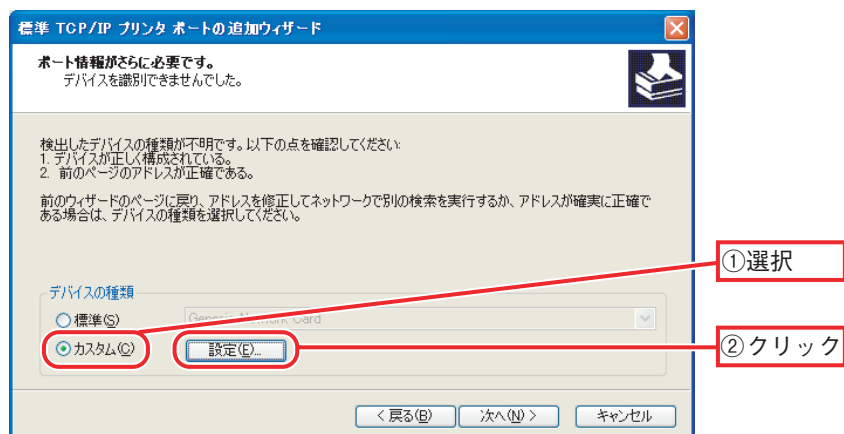 標準 TCP/IP プリンタ ポートの追加ウィザード
ポート情報がさらに必要です。
デバイスを識別できませんでした。
検出したデバイスの種類が不明です。以下の点を確認してください:
1. デバイスが正しく構成されている。
2. 前のページのアドレスが正確である。
前のウィザードのページに戻り、アドレスを修正してネットワークで別の検索を実行するか、アドレスが確実に正確で
ある場合は、デバイスの種類を選択してください。
①選択
デバイスの種類
標準(S)
Generic Network Card
カスタム(C)
設定(E)...
②クリック
< 戻る(B)
次へ(N) >
キャンセル